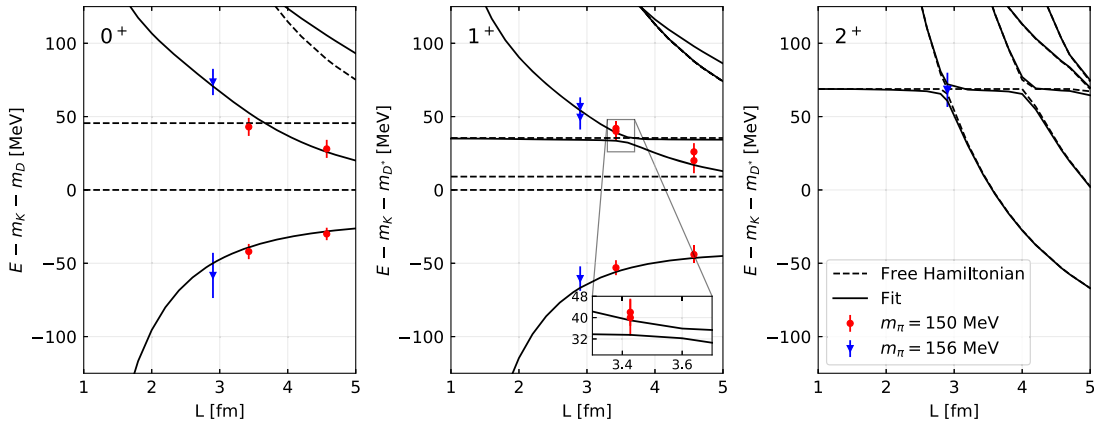 0⁺
1⁺
2⁺
E − m_K − m_D [MeV]
100
50
0
−50
−100
1 2 3 4 5
L [fm]
E − m_K − m_D* [MeV]
100
50
0
−50
−100
48
40
32
3.4 3.6
1 2 3 4 5
L [fm]
E − m_K − m_D* [MeV]
100
50
0
−50
−100
Free Hamiltonian
Fit
m_π = 150 MeV
m_π = 156 MeV
1 2 3 4 5
L [fm]